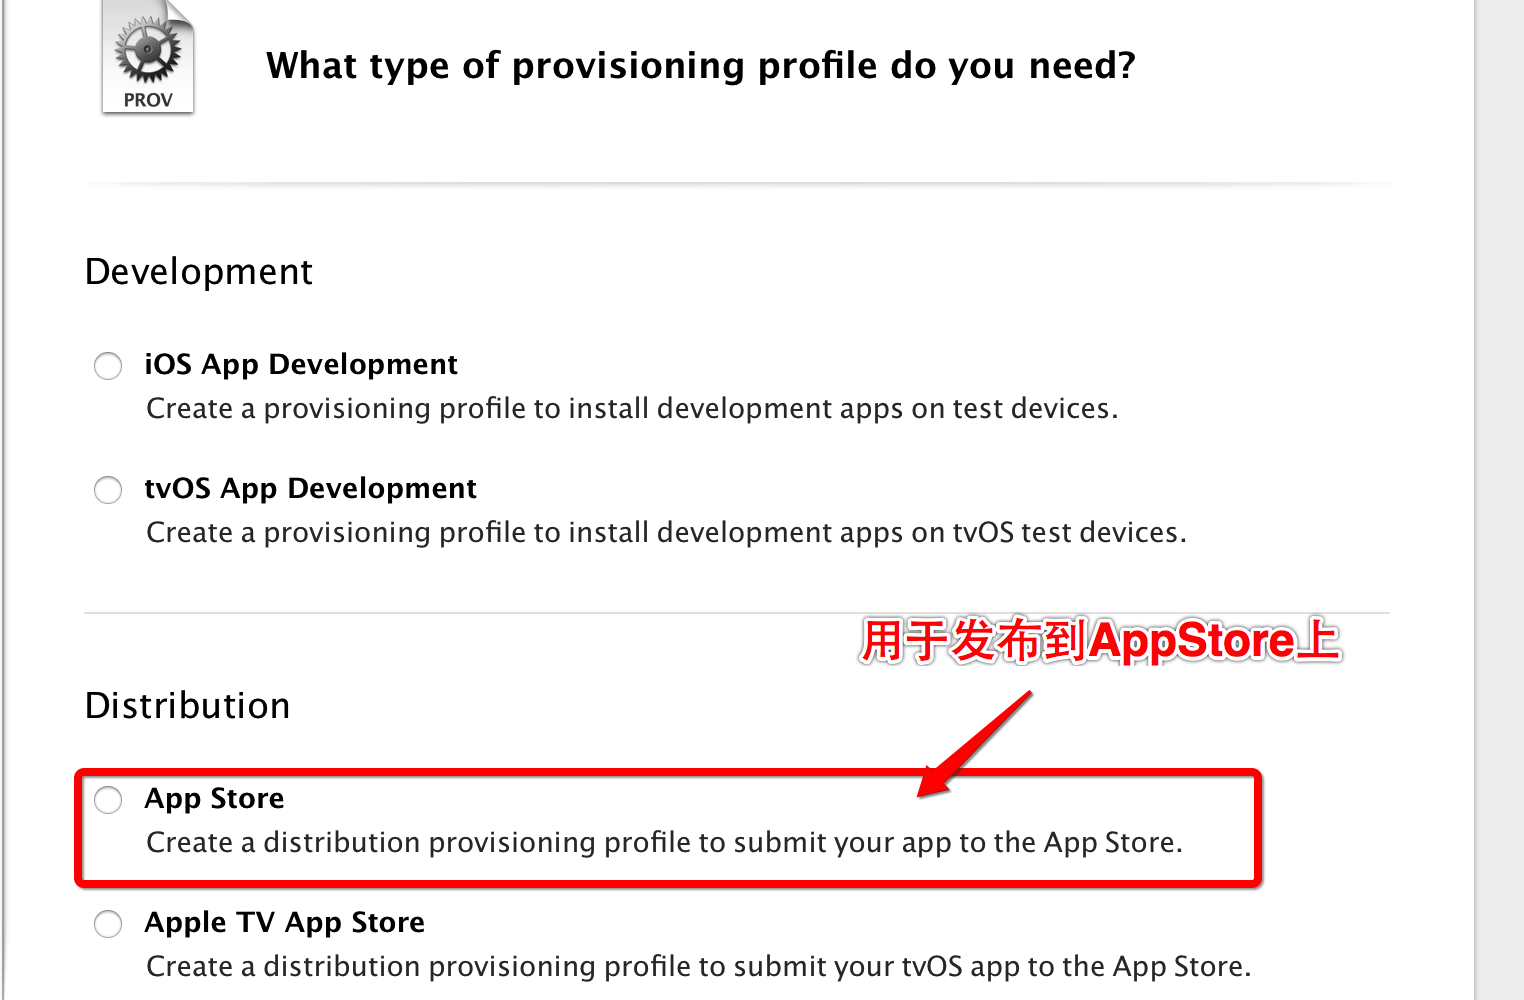 PROV
What type of provisioning profile do you need?
Development
iOS App Development
Create a provisioning profile to install development apps on test devices.
tvOS App Development
Create a provisioning profile to install development apps on tvOS test devices.
用于发布到AppStore上
Distribution
App Store
Create a distribution provisioning profile to submit your app to the App Store.
Apple TV App Store
Create a distribution provisioning profile to submit your tvOS app to the App Store.